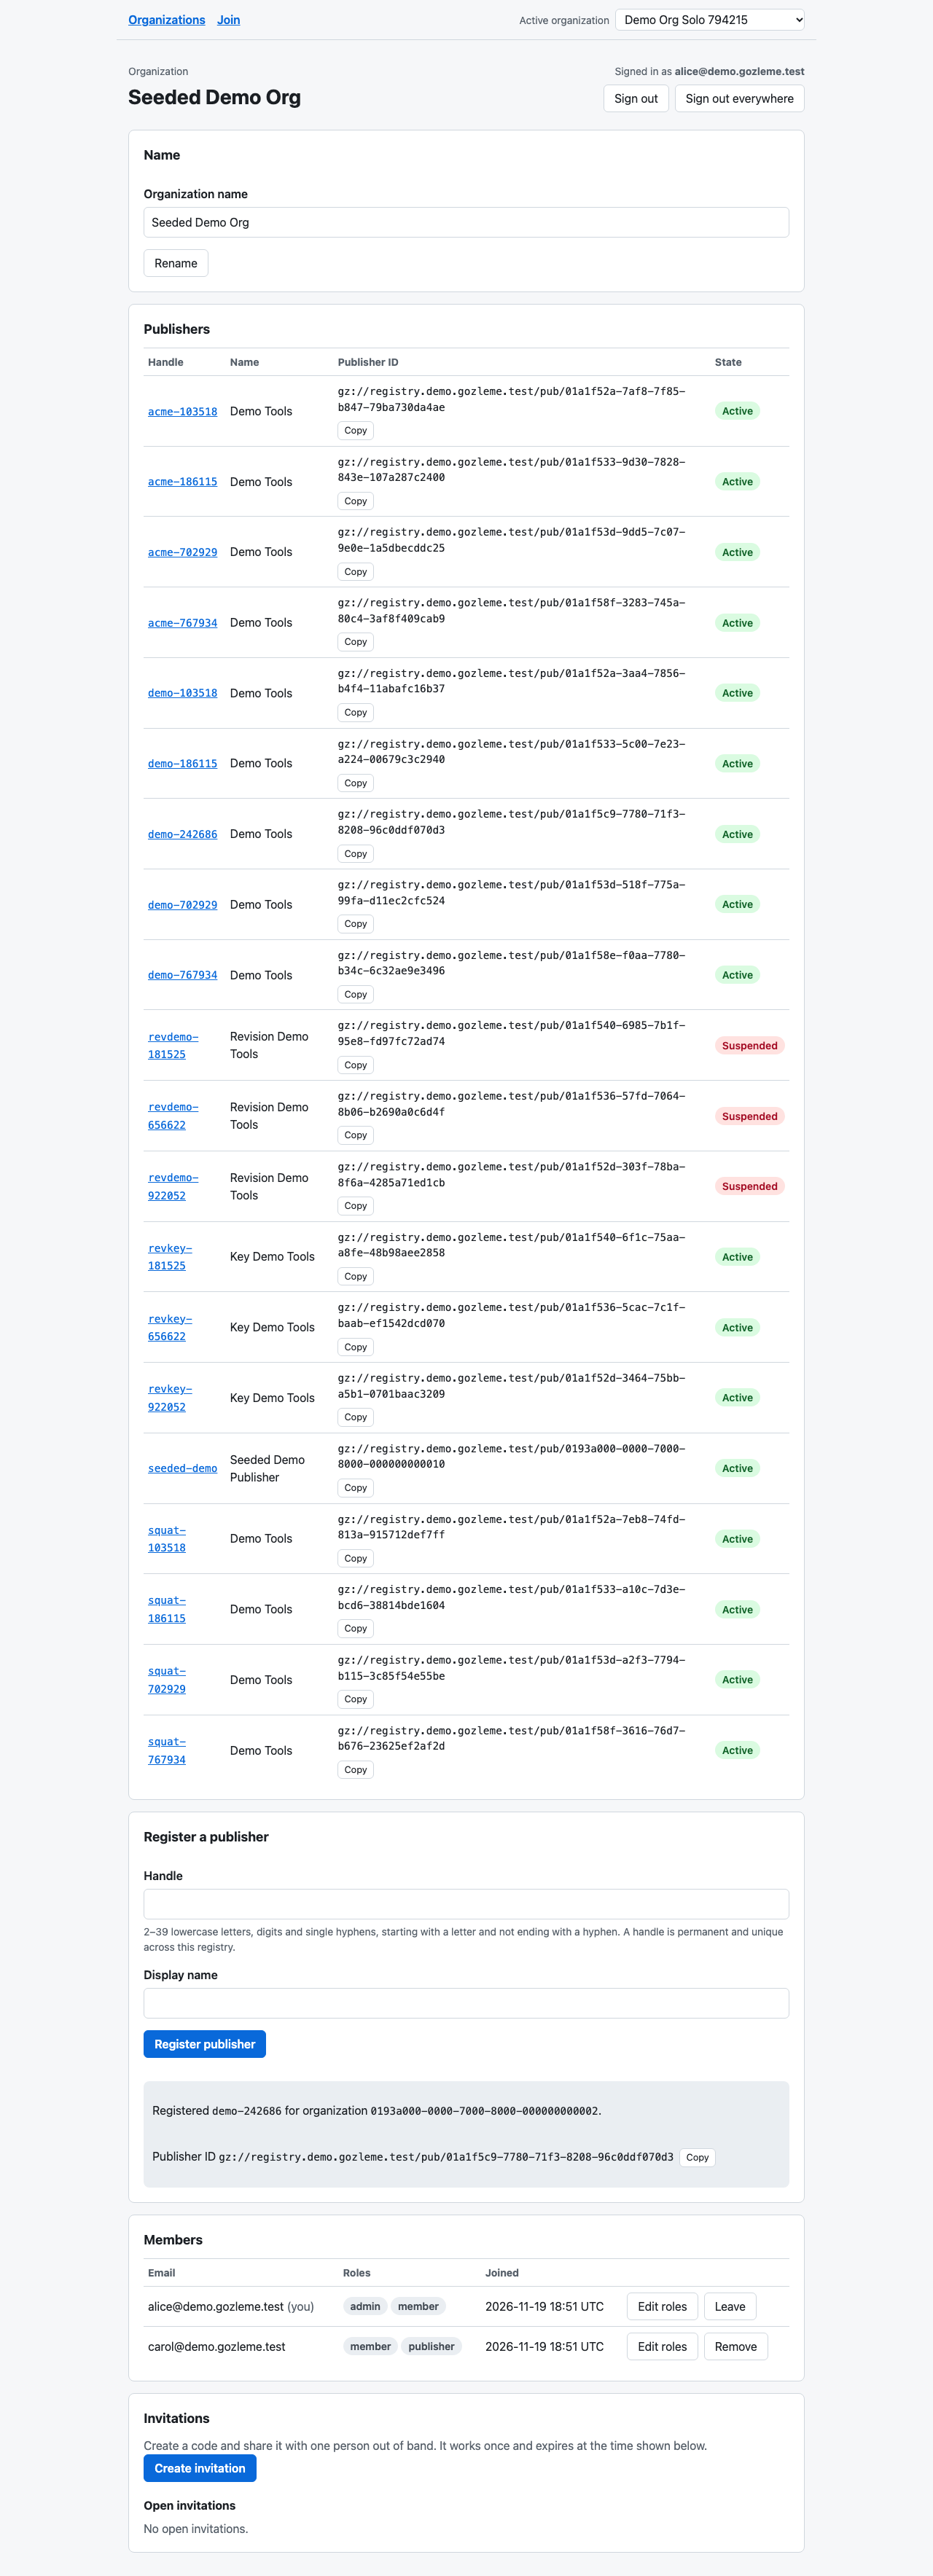 Organizations Join Active organization Demo Org Solo 794215
Organization Signed in as alice@demo.gozleme.test
Seeded Demo Org Sign out Sign out everywhere
Name
Organization name
Seeded Demo Org
Rename
Publishers
Handle Name Publisher ID State
acme-103518 Demo Tools gz://registry.demo.gozleme.test/pub/01a1f52a-7af8-7f85-
b847-79ba730da4ae Active
Copy
acme-186115 Demo Tools gz://registry.demo.gozleme.test/pub/01a1f533-9d30-7828-
843e-107a287c2400 Active
Copy
acme-702929 Demo Tools gz://registry.demo.gozleme.test/pub/01a1f53d-9dd5-7c07-
9e0e-1a5dbecddc25 Active
Copy
acme-767934 Demo Tools gz://registry.demo.gozleme.test/pub/01a1f58f-3283-745a-
80c4-3af8f409cab9 Active
Copy
demo-103518 Demo Tools gz://registry.demo.gozleme.test/pub/01a1f52a-3aa4-7856-
b4f4-11abafc16b37 Active
Copy
demo-186115 Demo Tools gz://registry.demo.gozleme.test/pub/01a1f533-5c00-7e23-
a224-00679c3c2940 Active
Copy
demo-242686 Demo Tools gz://registry.demo.gozleme.test/pub/01a1f5c9-7780-71f3-
8208-96c0ddf070d3 Active
Copy
demo-702929 Demo Tools gz://registry.demo.gozleme.test/pub/01a1f53d-518f-775a-
99fa-d11ec2cfc524 Active
Copy
demo-767934 Demo Tools gz://registry.demo.gozleme.test/pub/01a1f58e-f0aa-7780-
b34c-6c32ae9e3496 Active
Copy
revdemo- Revision Demo gz://registry.demo.gozleme.test/pub/01a1f540-6985-7b1f-
181525 Tools 95e8-fd97fc72ad74 Suspended
Copy
revdemo- Revision Demo gz://registry.demo.gozleme.test/pub/01a1f536-57fd-7064-
656622 Tools 8b06-b2690a0c6d4f Suspended
Copy
revdemo- Revision Demo gz://registry.demo.gozleme.test/pub/01a1f52d-303f-78ba-
922052 Tools 8f6a-4285a71ed1cb Suspended
Copy
revkey- Key Demo Tools gz://registry.demo.gozleme.test/pub/01a1f540-6f1c-75aa-
181525 a8fe-48b98aee2858 Active
Copy
revkey- Key Demo Tools gz://registry.demo.gozleme.test/pub/01a1f536-5cac-7c1f-
656622 baab-ef1542dcd070 Active
Copy
revkey- Key Demo Tools gz://registry.demo.gozleme.test/pub/01a1f52d-3464-75bb-
922052 a5b1-0701baac3209 Active
Copy
seeded-demo Seeded Demo gz://registry.demo.gozleme.test/pub/0193a000-0000-7000-
Publisher 8000-000000000010 Active
Copy
squat- Demo Tools gz://registry.demo.gozleme.test/pub/01a1f52a-7eb8-74fd-
103518 813a-915712def7ff Active
Copy
squat- Demo Tools gz://registry.demo.gozleme.test/pub/01a1f533-a10c-7d3e-
186115 bcd6-38814bde1604 Active
Copy
squat- Demo Tools gz://registry.demo.gozleme.test/pub/01a1f53d-a2f3-7794-
702929 b115-3c85f54e55be Active
Copy
squat- Demo Tools gz://registry.demo.gozleme.test/pub/01a1f58f-3616-76d7-
767934 b676-23625ef2af2d Active
Copy
Register a publisher
Handle
2–39 lowercase letters, digits and single hyphens, starting with a letter and not ending with a hyphen. A handle is permanent and unique
across this registry.
Display name
Register publisher
Registered demo-242686 for organization 0193a000-0000-7000-8000-000000000002.
Publisher ID gz://registry.demo.gozleme.test/pub/01a1f5c9-7780-71f3-8208-96c0ddf070d3 Copy
Members
Email Roles Joined
alice@demo.gozleme.test (you) admin member 2026-11-19 18:51 UTC Edit roles Leave
carol@demo.gozleme.test member publisher 2026-11-19 18:51 UTC Edit roles Remove
Invitations
Create a code and share it with one person out of band. It works once and expires at the time shown below.
Create invitation
Open invitations
No open invitations.